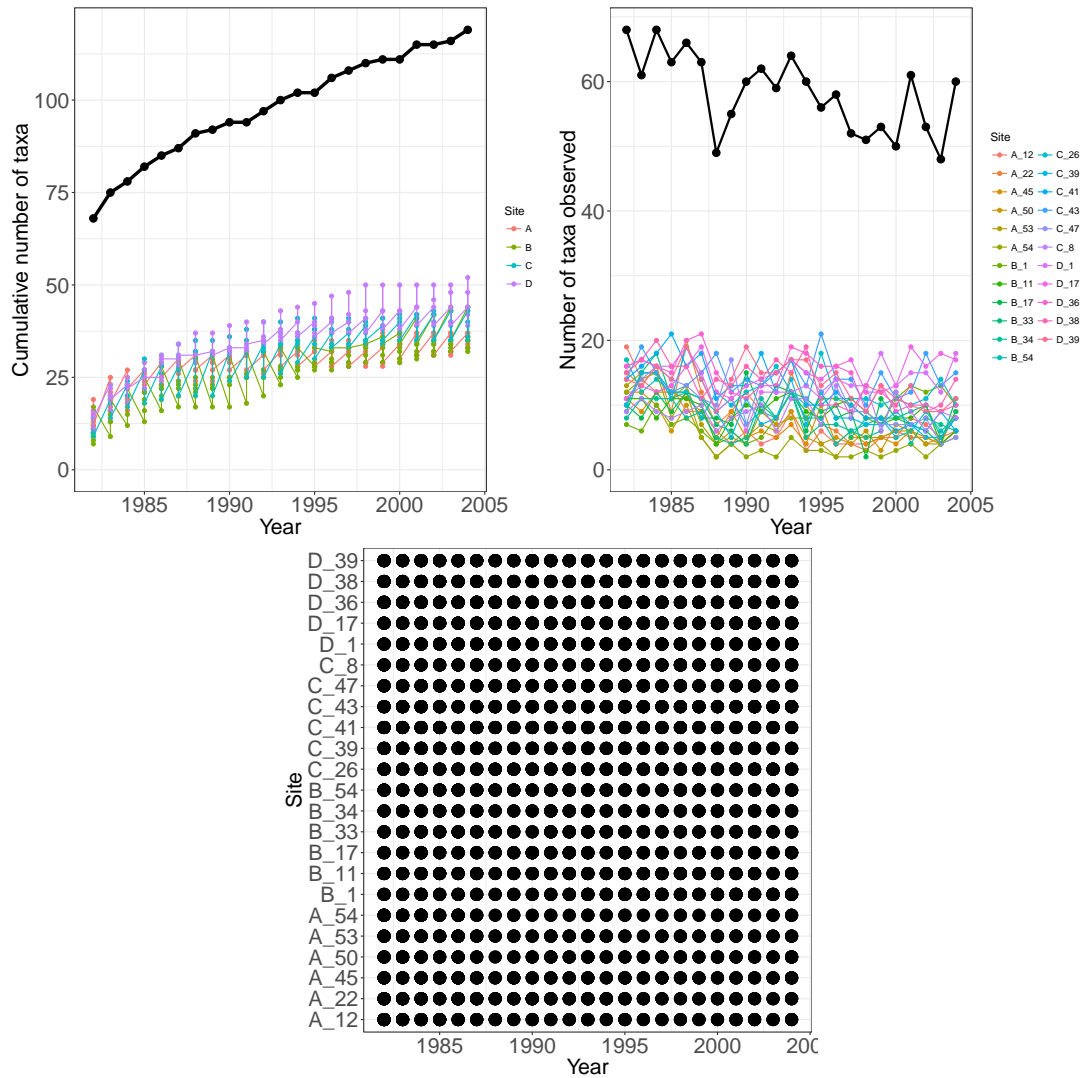 Cumulative number of taxa
100
75
50
25
0
1985 1990 1995 2000 2005
Year
Site
A
B
C
D
Number of taxa observed
60
40
20
0
1985 1990 1995 2000 2005
Year
Site
A_12 C_26
A_22 C_39
A_45 C_41
A_50 C_43
A_53 C_47
A_54 C_8
B_1 D_1
B_11 D_17
B_17 D_36
B_33 D_38
B_34 D_39
B_54
Site
D_39
D_38
D_36
D_17
D_1
C_8
C_47
C_43
C_41
C_39
C_26
B_54
B_34
B_33
B_17
B_11
B_1
A_54
A_53
A_50
A_45
A_22
A_12
1985 1990 1995 2000 200
Year